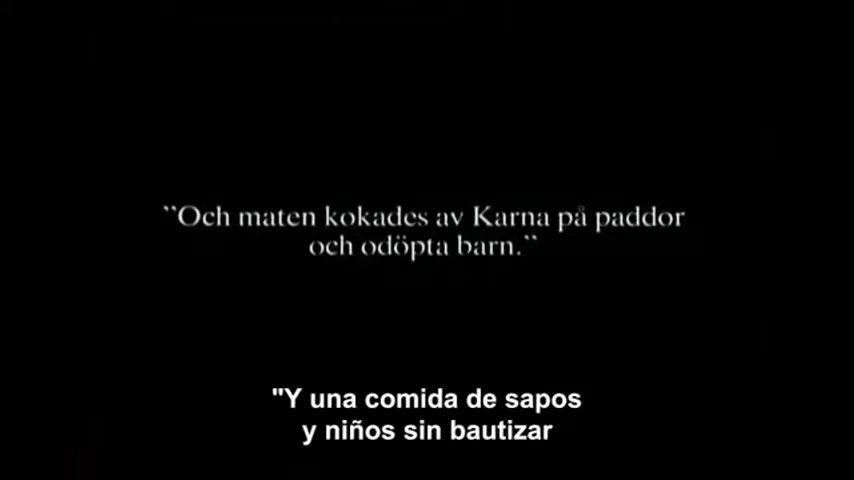 ”Och maten kokades av Karna på paddor
och odöpta barn.”
"Y una comida de sapos
y niños sin bautizar